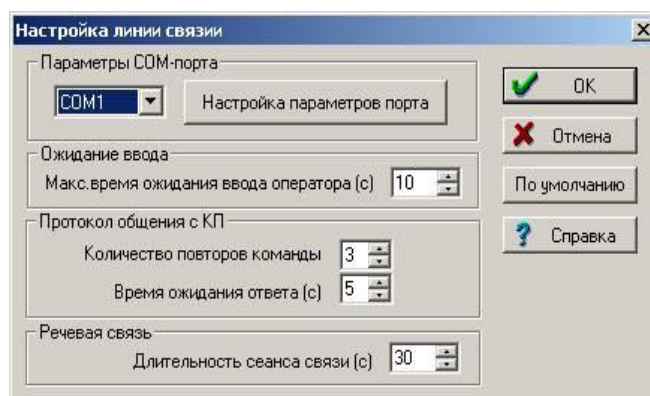 Настройка линии связии
Параметры COM-порта
COM1
Настройка параметров порта
Ожидание ввода
Макс.время ожидания ввода оператора (с) 10
Протокол общения с КП
Количество повторов команды 3
Время ожидания ответа (с) 5
Речевая связь
Длительность сеанса связи (с) 30
OK
Отмена
По умолчанию
Справка